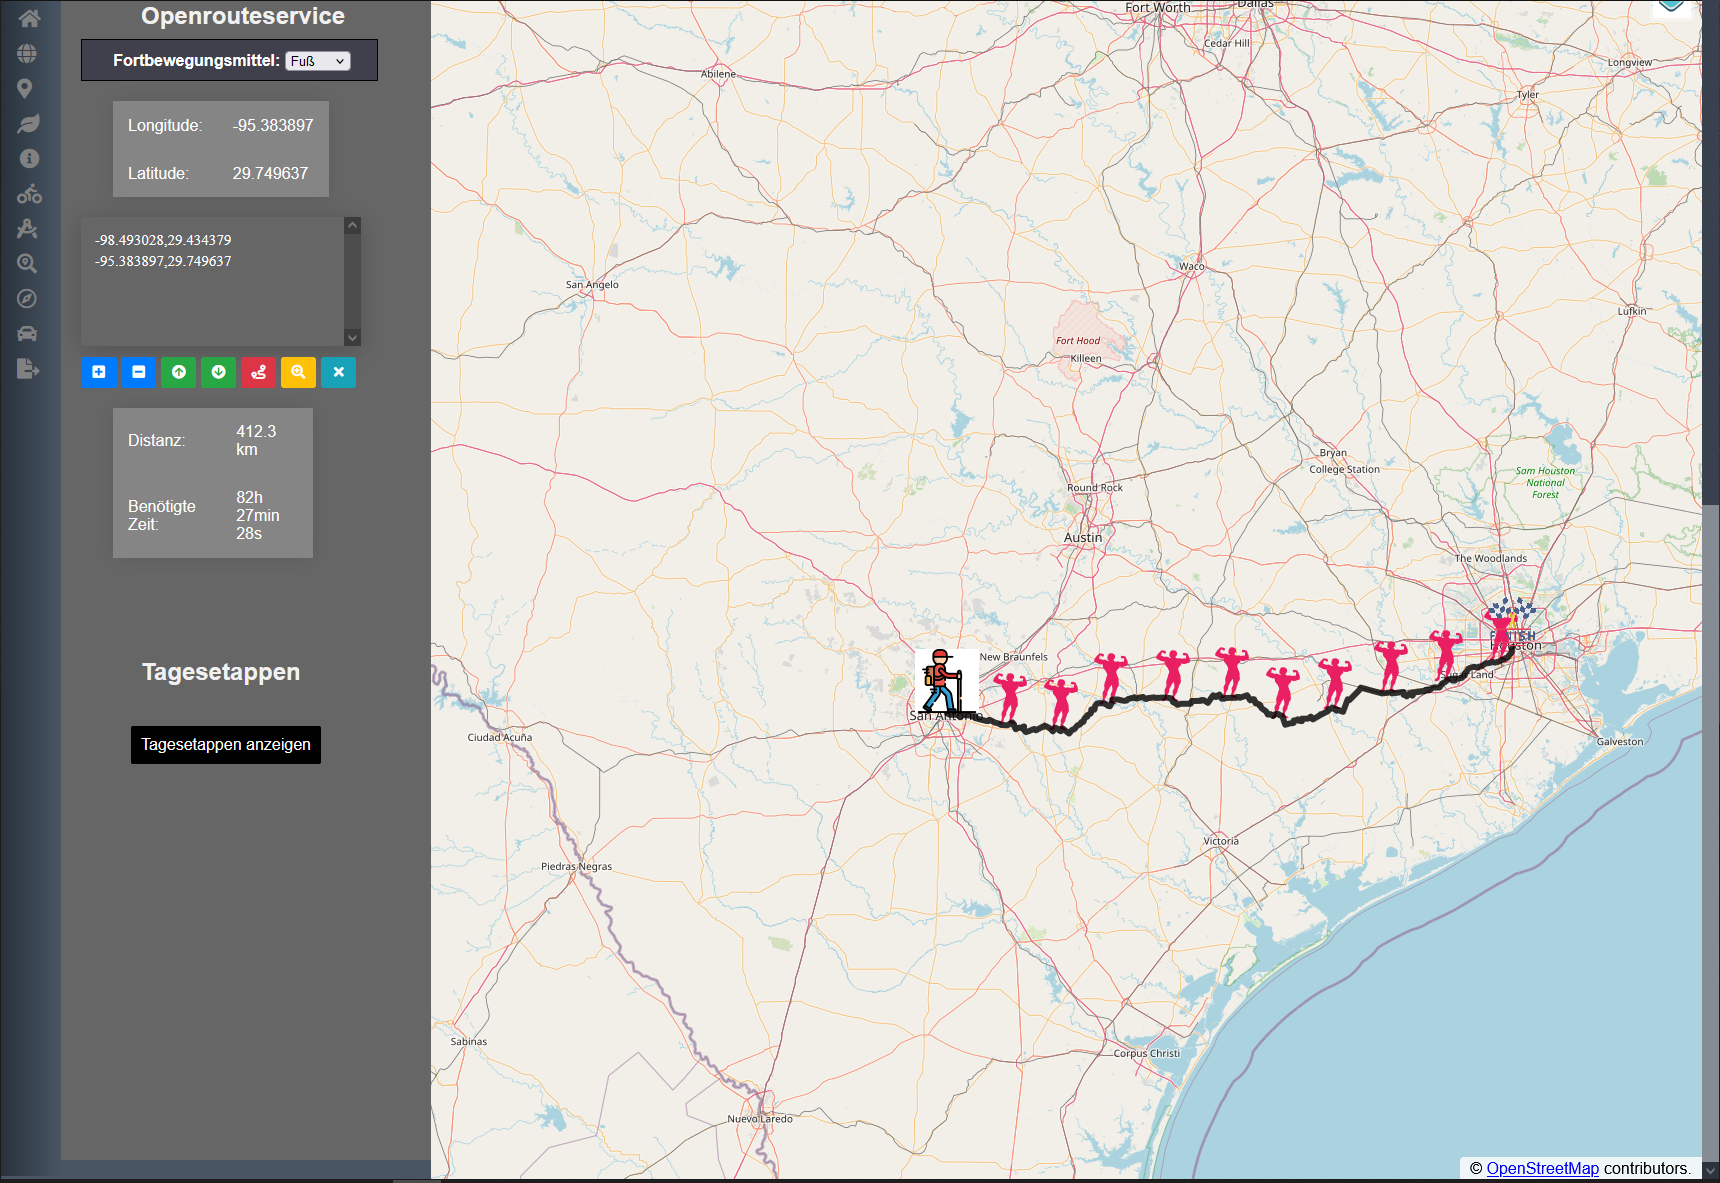 Openrouteservice
Fortbewegungsmittel: Fuß
Longitude: -95.383897
Latitude: 29.749637
-98.493028,29.434379
-95.383897,29.749637
Distanz: 412.3
km
Benötigte
Zeit:
82h
27min
28s
Tagesetappen
Tagesetappen anzeigen
Fort Worth
Dallas
Cedar Hill
Longview
Abilene
Tyler
Waco
San Angelo
Lufkin
Fort Hood
Killeen
Bryan
College Station
Sam Houston
National
Forest
Round Rock
Austin
The Woodlands
FINISH
Houston
New Braunfels
Sugar Land
San Antonio
Ciudad Acuña
Galveston
Victoria
Piedras Negras
Sabinas
Corpus Christi
Nuevo Laredo
© OpenStreetMap contributors.